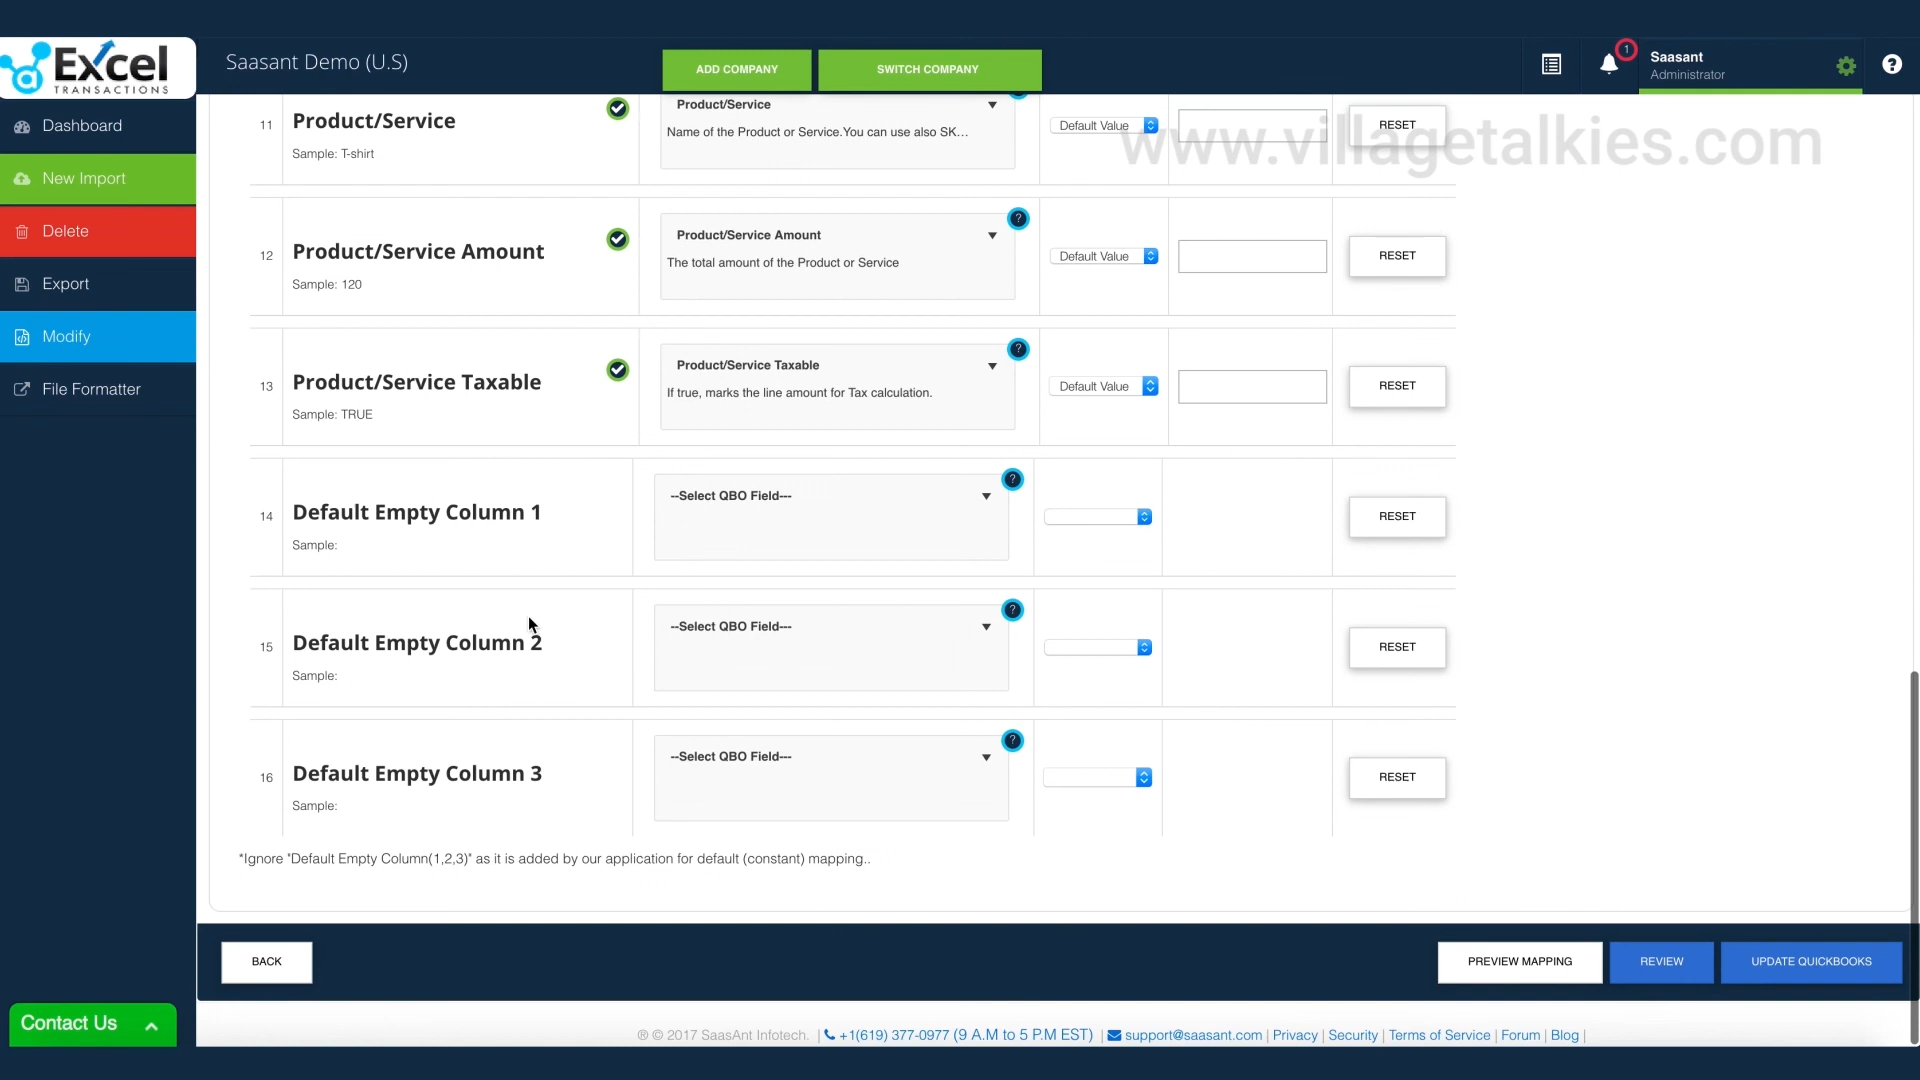 Excel
TRANSACTIONS
Saasant Demo (U.S)
ADD COMPANY
SWITCH COMPANY
1
Saasant
Administrator
?
Dashboard
New Import
Delete
Export
Modify
File Formatter
www.villagetalkies.com
11
Product/Service
Sample: T-shirt
Product/Service
Name of the Product or Service.You can use also SK...
Default Value
RESET
12
Product/Service Amount
Sample: 120
Product/Service Amount
The total amount of the Product or Service
?
Default Value
RESET
13
Product/Service Taxable
Sample: TRUE
Product/Service Taxable
If true, marks the line amount for Tax calculation.
?
Default Value
RESET
14
Default Empty Column 1
Sample:
--Select QBO Field---
?
RESET
15
Default Empty Column 2
Sample:
--Select QBO Field---
?
RESET
16
Default Empty Column 3
Sample:
--Select QBO Field---
?
RESET
*Ignore "Default Empty Column(1,2,3)" as it is added by our application for default (constant) mapping..
BACK
PREVIEW MAPPING
REVIEW
UPDATE QUICKBOOKS
Contact Us
® © 2017 SaasAnt Infotech. | +1(619) 377-0977 (9 A.M to 5 P.M EST) | support@saasant.com | Privacy | Security | Terms of Service | Forum | Blog |